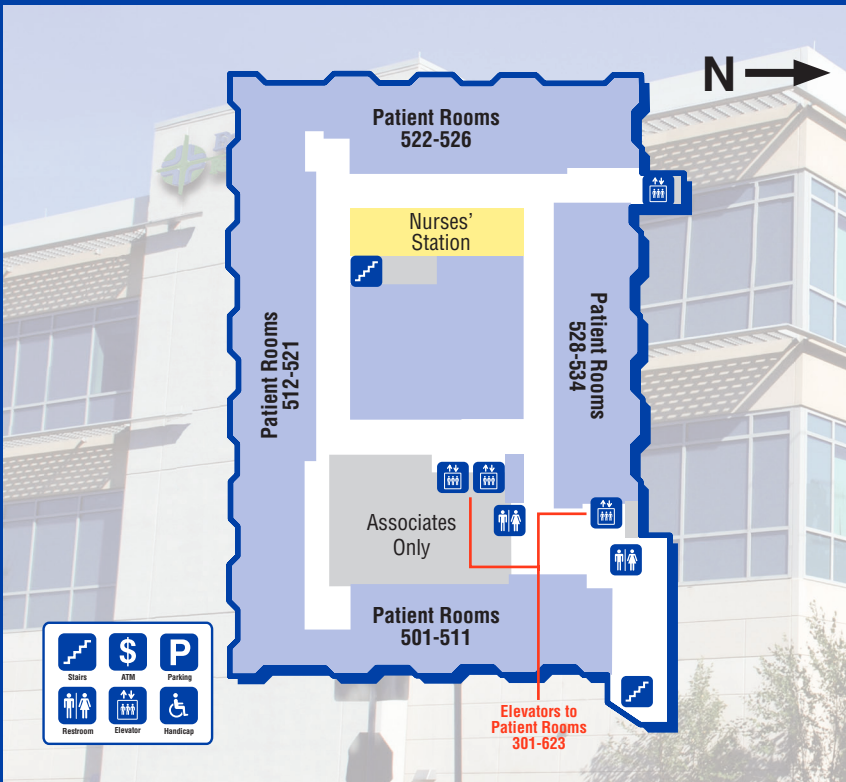 N
Patient Rooms
522-526
Nurses’
Station
Patient Rooms
512-521
Patient Rooms
528-534
Associates
Only
Patient Rooms
501-511
Elevators to
Patient Rooms
301-623
$
P
Stairs
ATM
Parking
Restroom
Elevator
Handicap